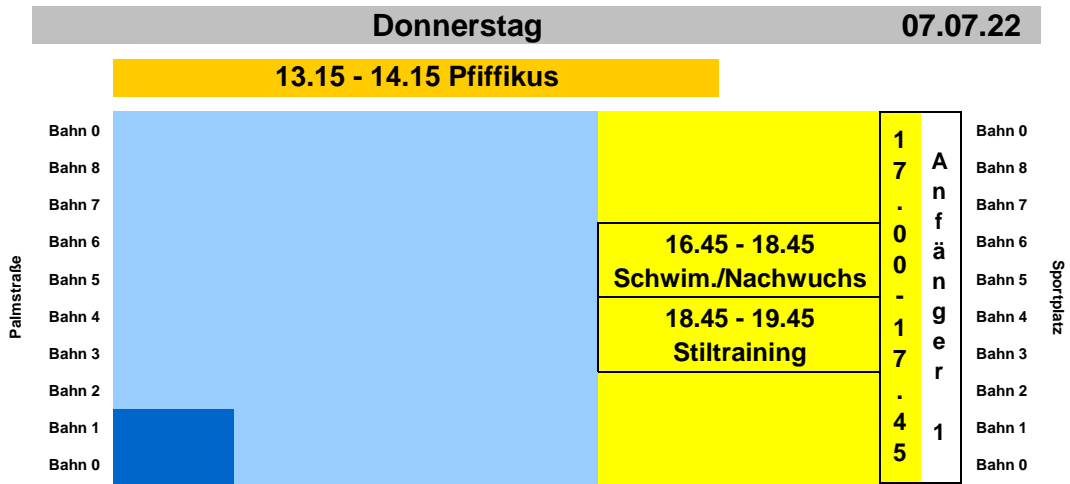 Donnerstag 07.07.22
13.15 - 14.15 Pfiffikus
Bahn 0
Bahn 8
Bahn 7
Bahn 6
Bahn 5
Bahn 4
Bahn 3
Bahn 2
Bahn 1
Bahn 0
Palmstraße
16.45 - 18.45
Schwim./Nachwuchs
18.45 - 19.45
Stiltraining
17.00-17.45
Anfänger 1
Bahn 0
Bahn 8
Bahn 7
Bahn 6
Bahn 5
Bahn 4
Bahn 3
Bahn 2
Bahn 1
Bahn 0
Sportplatz